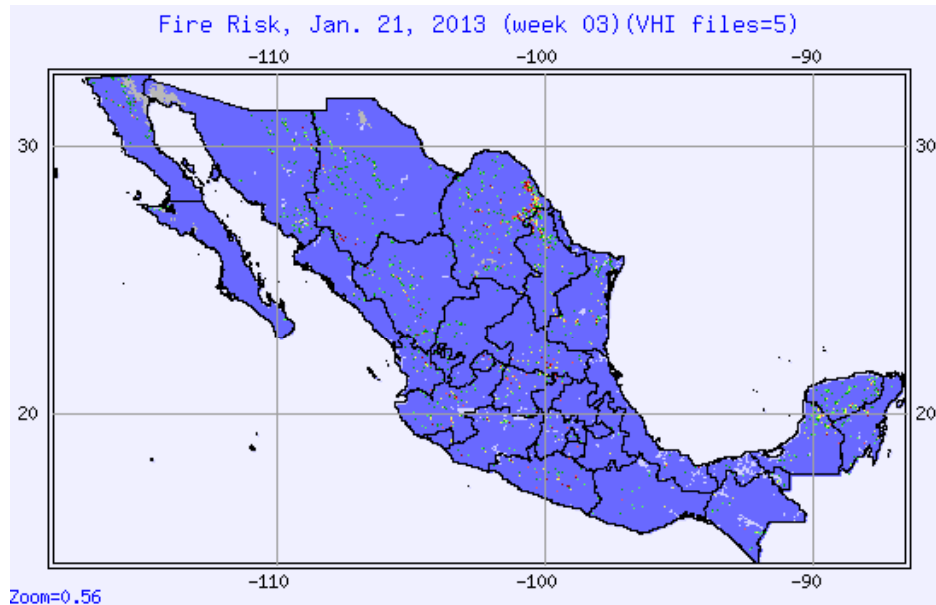 Fire Risk, Jan. 21, 2013 (week 03)(VHI files=5)
-110 -100 -90
30 30
20 20
-110 -100 -90
Zoom=0.56